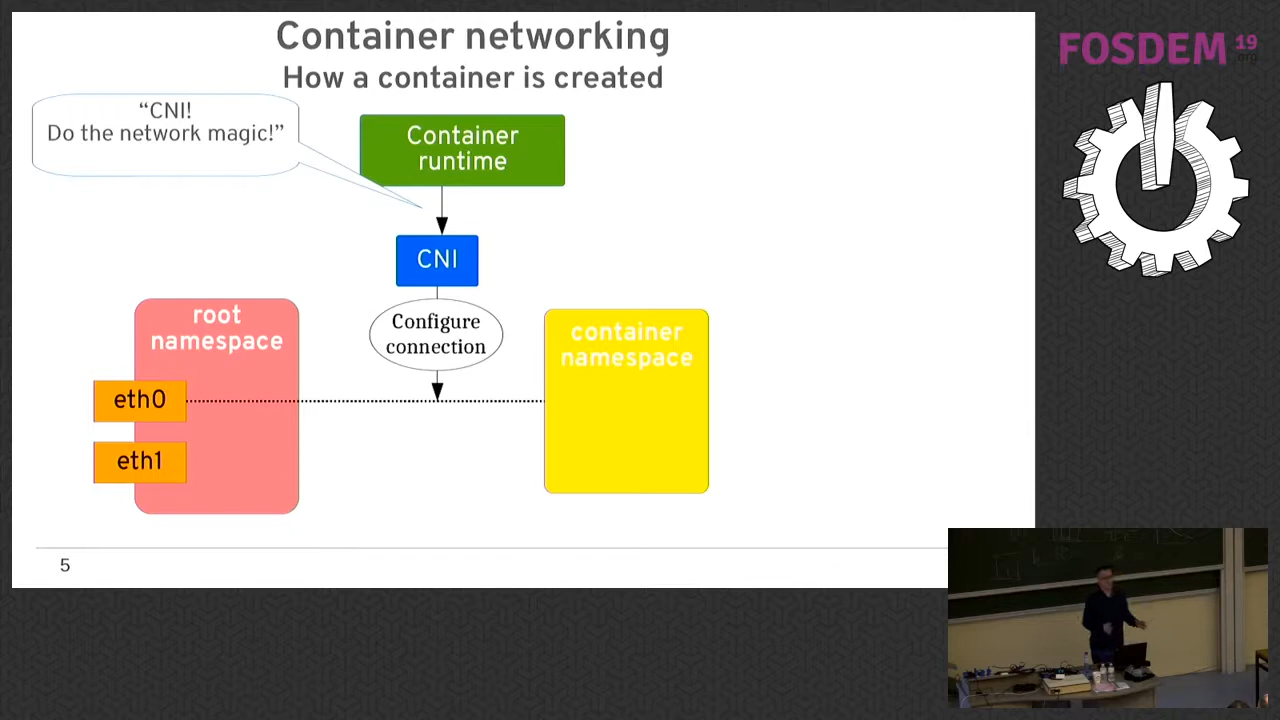 Container networking
How a container is created
“CNI!
Do the network magic!”
Container
runtime
CNI
Configure
connection
root
namespace
container
namespace
eth0
eth1
5
FOSDEM 19
.org